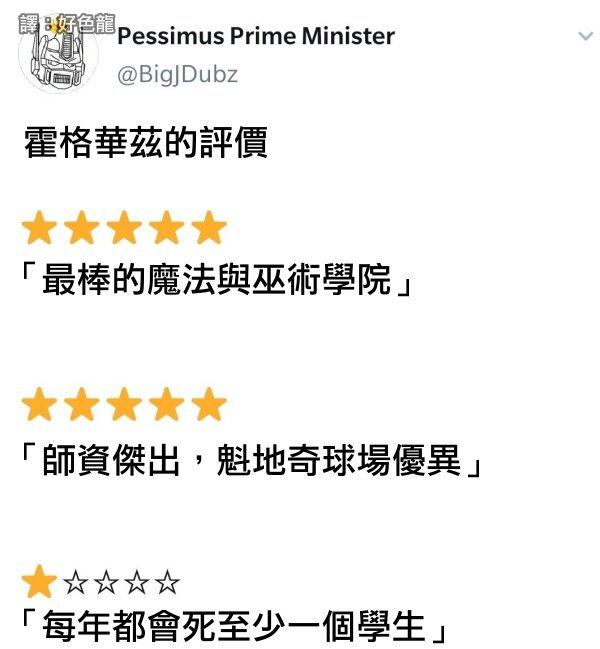 譯:好色龍
Pessimus Prime Minister
@BigJDubz
霍格華茲的評價
★★★★★
「最棒的魔法與巫術學院」
★★★★★
「師資傑出，魁地奇球場優異」
★☆☆☆☆
「每年都會死至少一個學生」